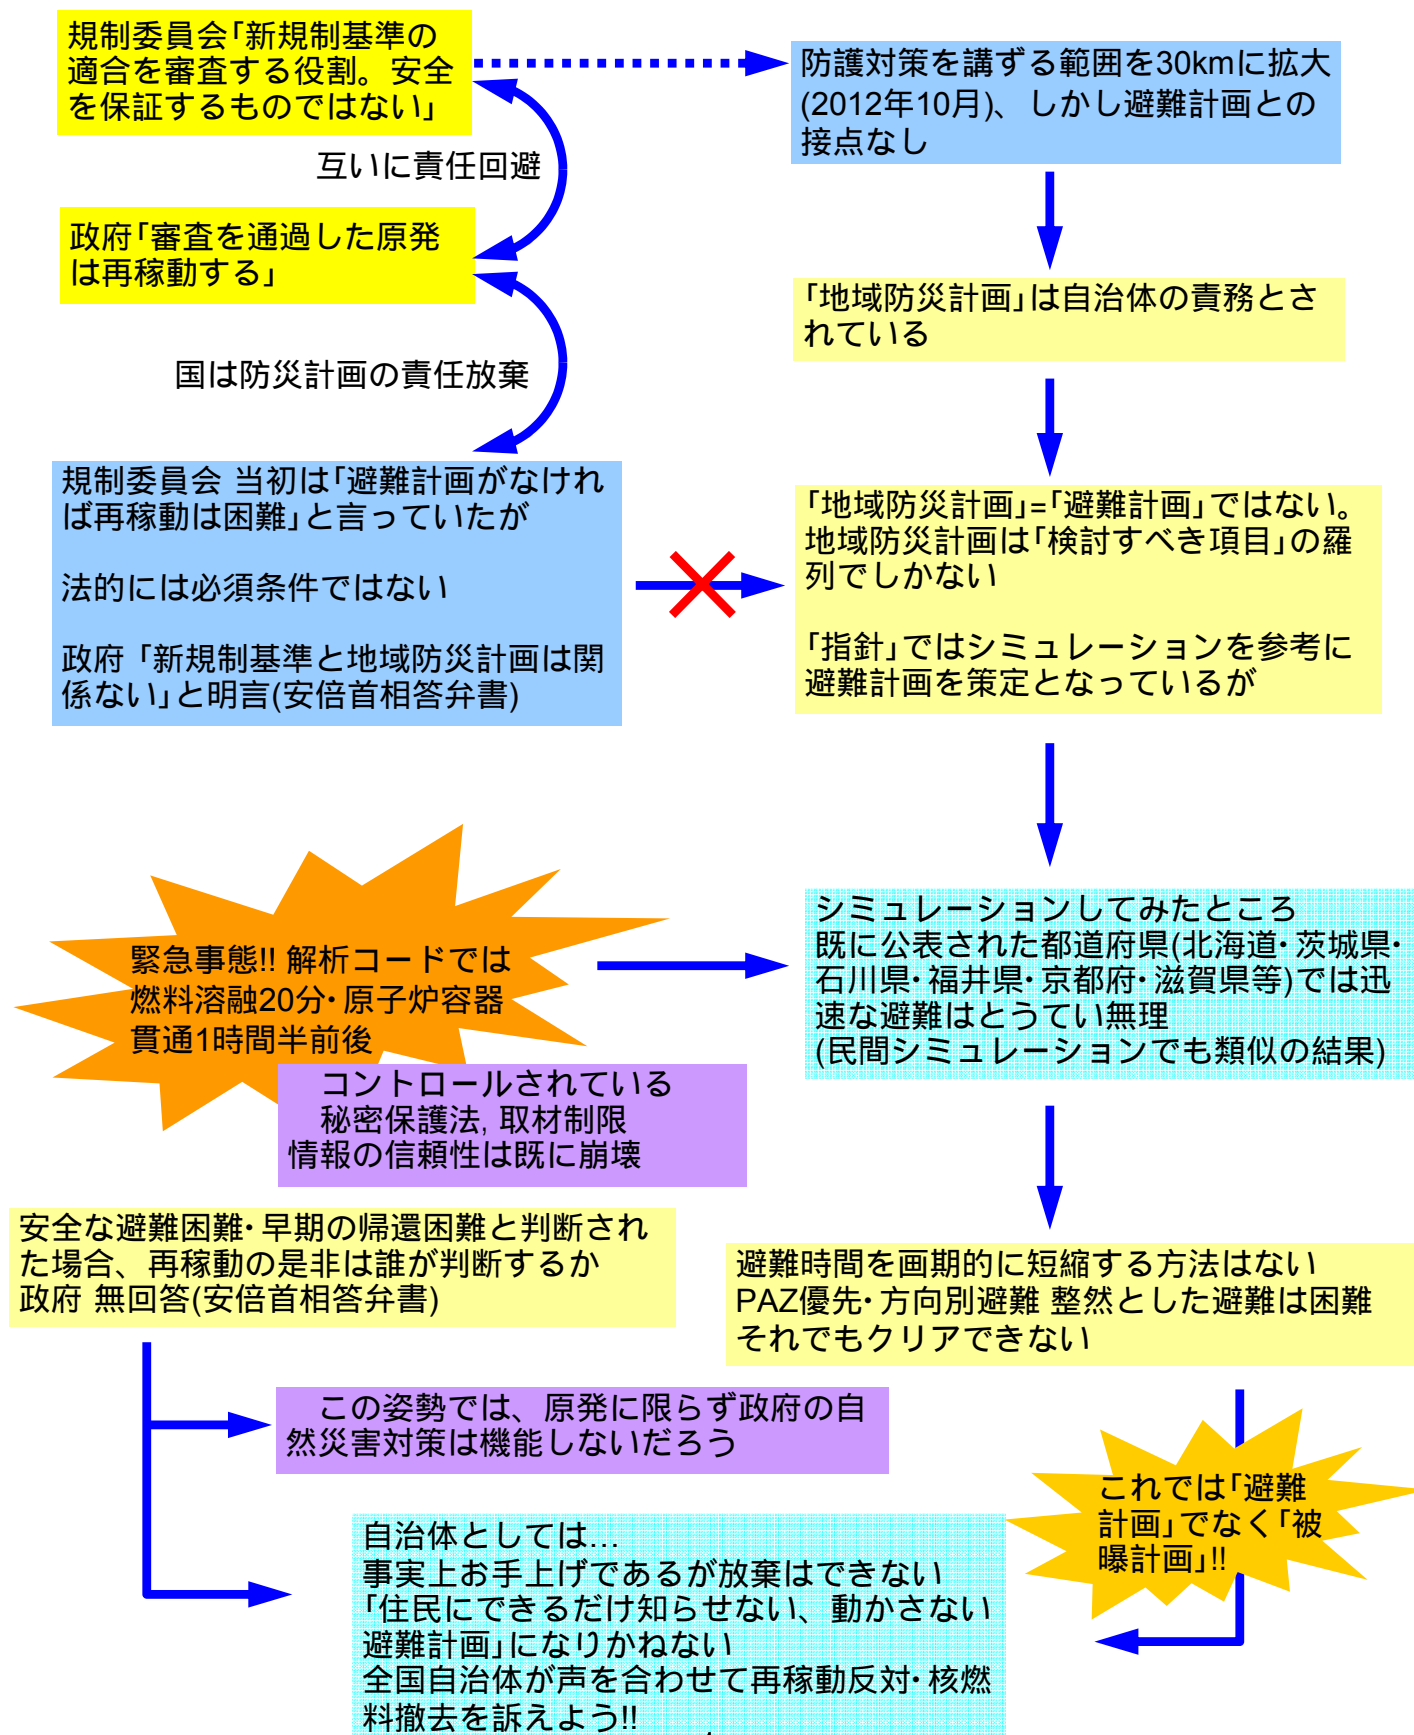 規制委員会「新規制基準の
適合を審査する役割。安全
を保証するものではない」
防護対策を講ずる範囲を30kmに拡大
(2012年10月)、しかし避難計画との
接点なし
互いに責任回避
政府「審査を通過した原発
は再稼動する」
「地域防災計画」は自治体の責務とさ
れている
国は防災計画の責任放棄
規制委員会 当初は「避難計画がなけれ
ば再稼動は困難」と言っていたが
法的には必須条件ではない
政府「新規制基準と地域防災計画は関
係ない」と明言(安倍首相答弁書)
「地域防災計画」=「避難計画」ではない。
地域防災計画は「検討すべき項目」の羅
列でしかない
「指針」ではシミュレーションを参考に
避難計画を策定となっているが
緊急事態!! 解析コードでは
燃料溶融20分・原子炉容器
貫通1時間半前後
シミュレーションしてみたところ
既に公表された都道府県(北海道・茨城県・
石川県・福井県・京都府・滋賀県等)では迅
速な避難はとうてい無理
(民間シミュレーションでも類似の結果)
コントロールされている
秘密保護法, 取材制限
情報の信頼性は既に崩壊
安全な避難困難・早期の帰還困難と判断され
た場合、再稼動の是非は誰が判断するか
政府 無回答(安倍首相答弁書)
避難時間を画期的に短縮する方法はない
PAZ優先・方向別避難 整然とした避難は困難
それでもクリアできない
この姿勢では、原発に限らず政府の自
然災害対策は機能しないだろう
これでは「避難
計画」でなく「被
曝計画」!!
自治体としては…
事実上お手上げであるが放棄はできない
「住民にできるだけ知らせない、動かさない
避難計画」になりかねない
全国自治体が声を合わせて再稼動反対・核燃
料撤去を訴えよう!!